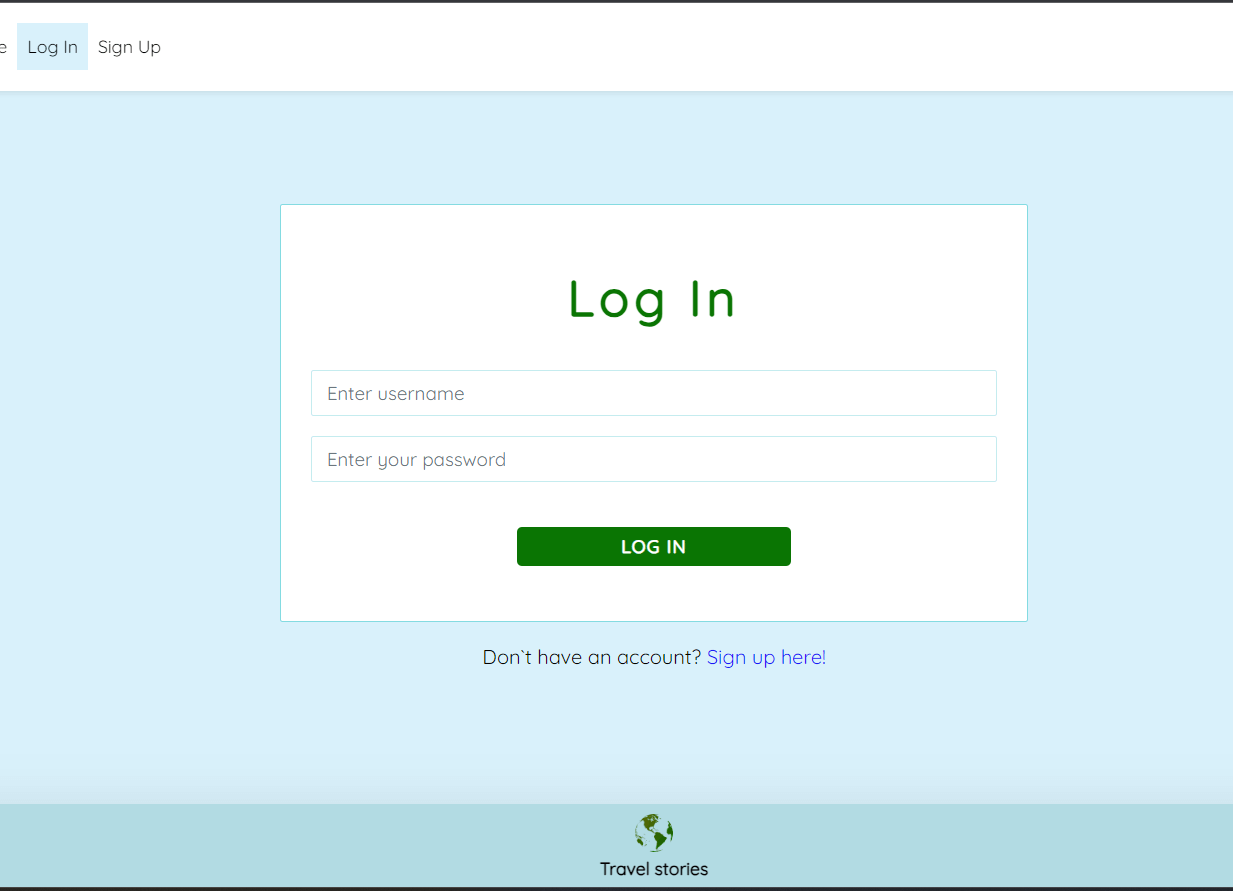 e Log In Sign Up
Log In
Enter username
Enter your password
LOG IN
Don`t have an account? Sign up here!
Travel stories